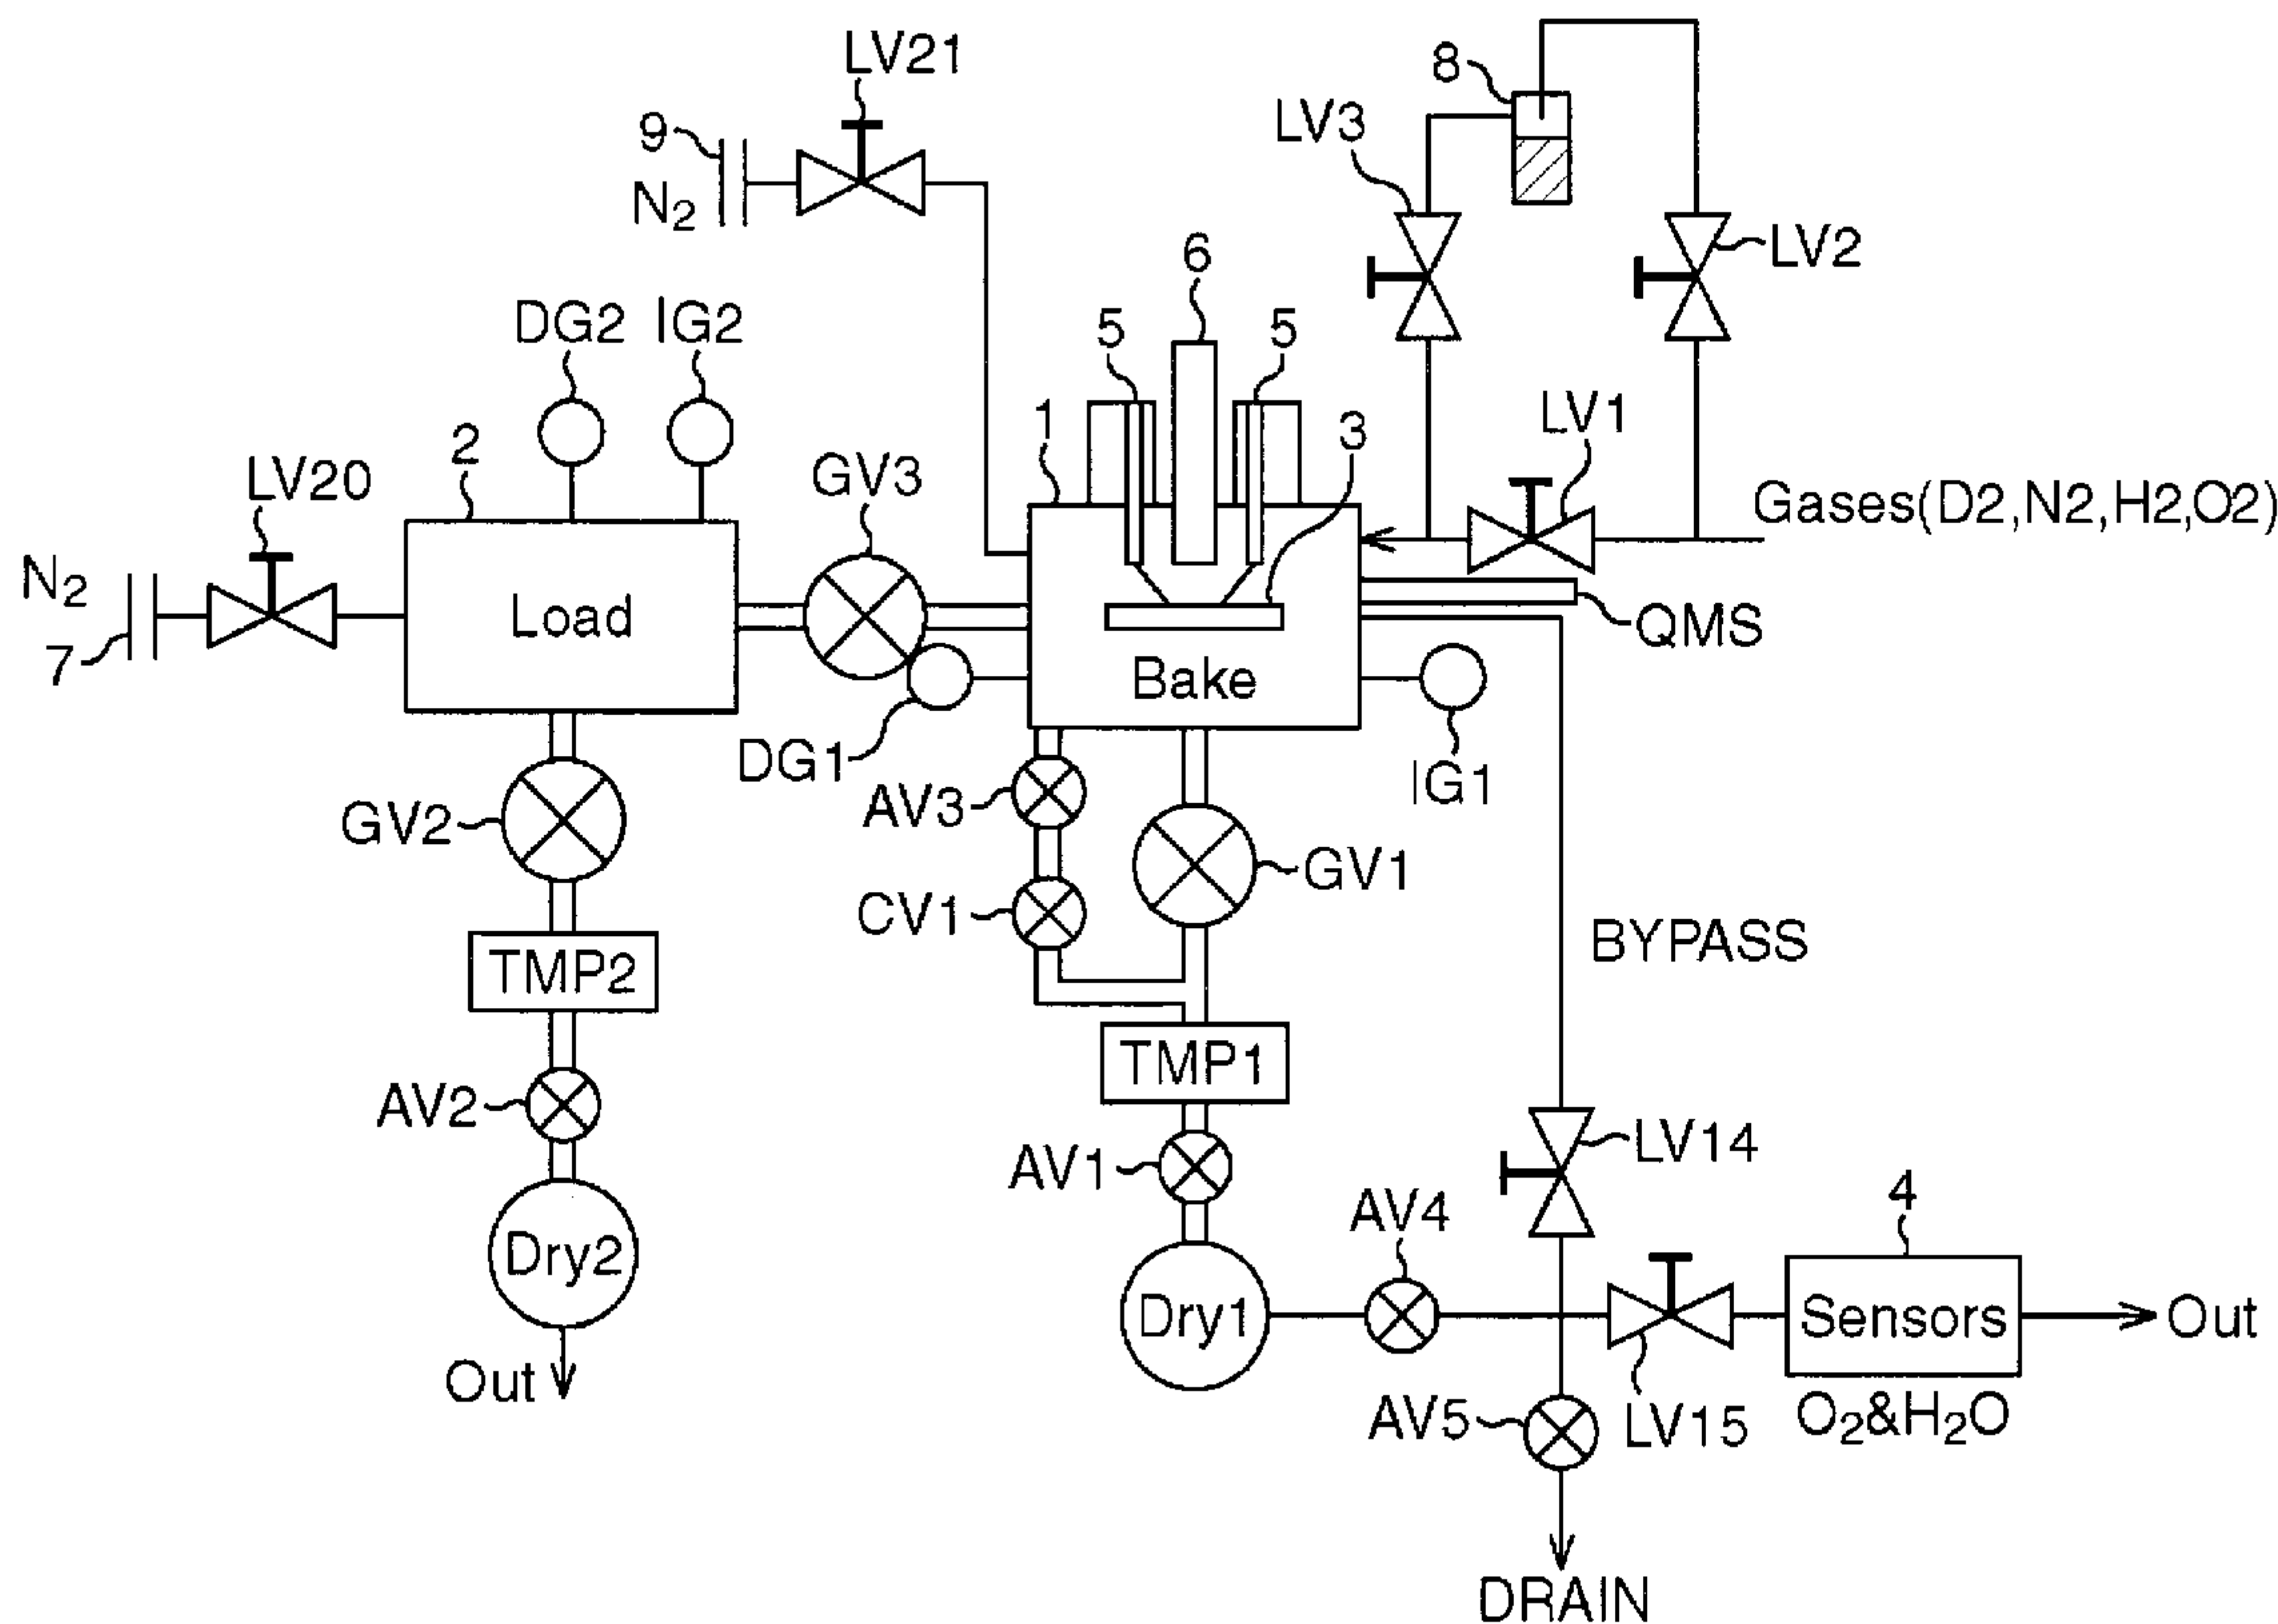 LV21
8
9
LV3
N2
6
LV2
DG2 IG2
5
5
LV1
1
3
2
GV3
LV20
Gases(D2,N2,H2,O2)
N2
Load
QMS
7
Bake
DG1
IG1
AV3
GV2
GV1
CV1
BYPASS
TMP2
TMP1
AV2
LV14
AV1
AV4
4
Dry2
Dry1
Sensors
Out
Out
O2&H2O
AV5
LV15
DRAIN